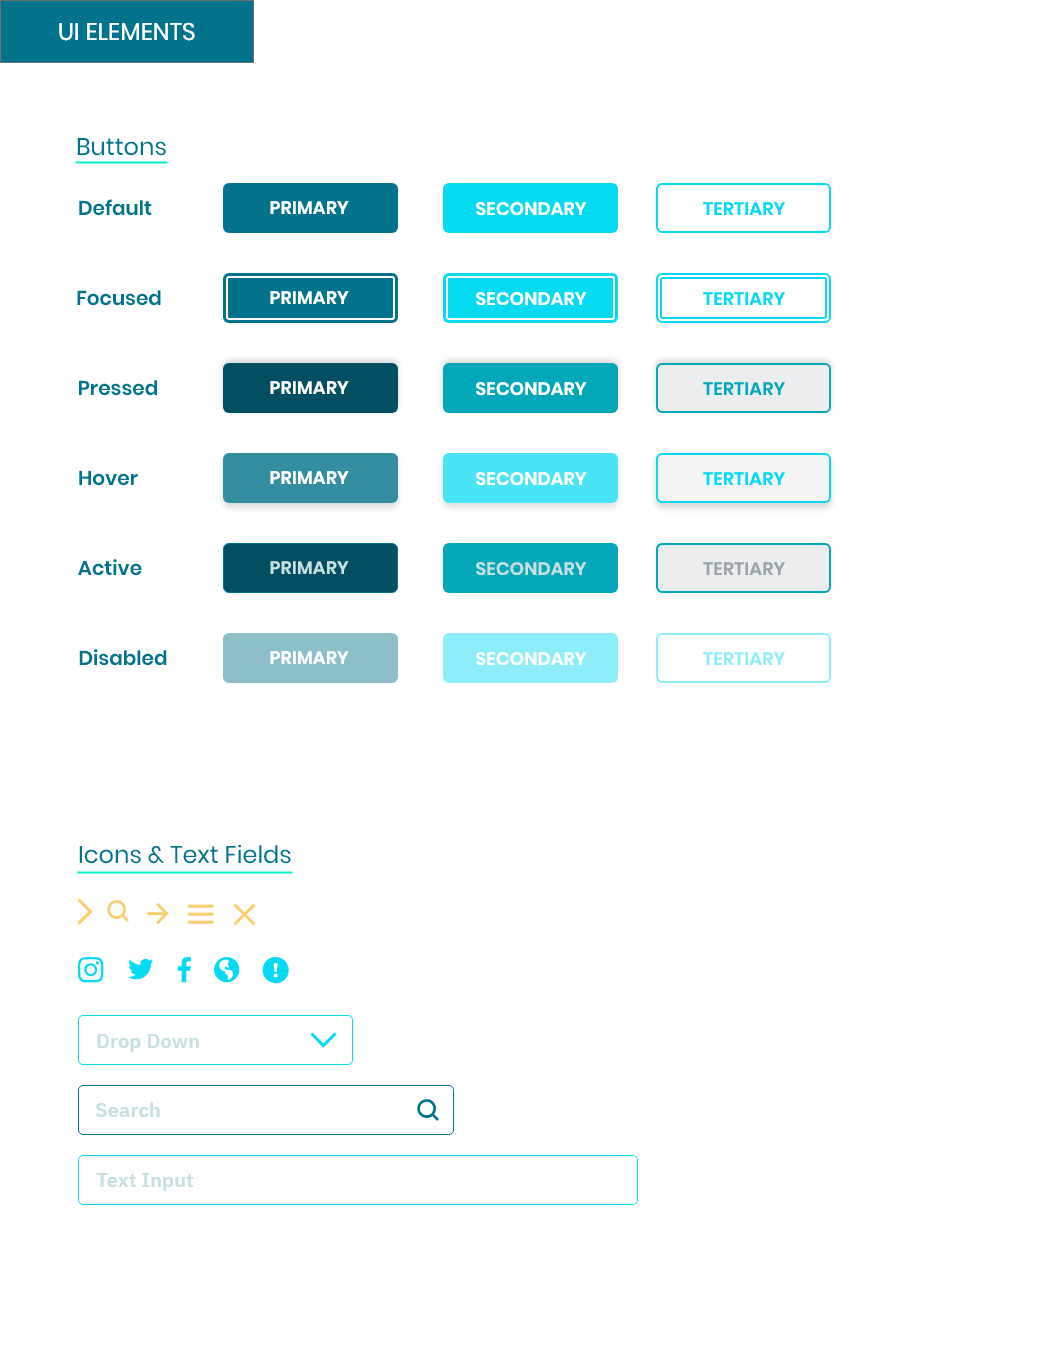 UI ELEMENTS
Buttons
Default PRIMARY SECONDARY TERTIARY
Focused PRIMARY SECONDARY TERTIARY
Pressed PRIMARY SECONDARY TERTIARY
Hover PRIMARY SECONDARY TERTIARY
Active PRIMARY SECONDARY TERTIARY
Disabled PRIMARY SECONDARY TERTIARY
Icons & Text Fields
Drop Down
Search
Text Input